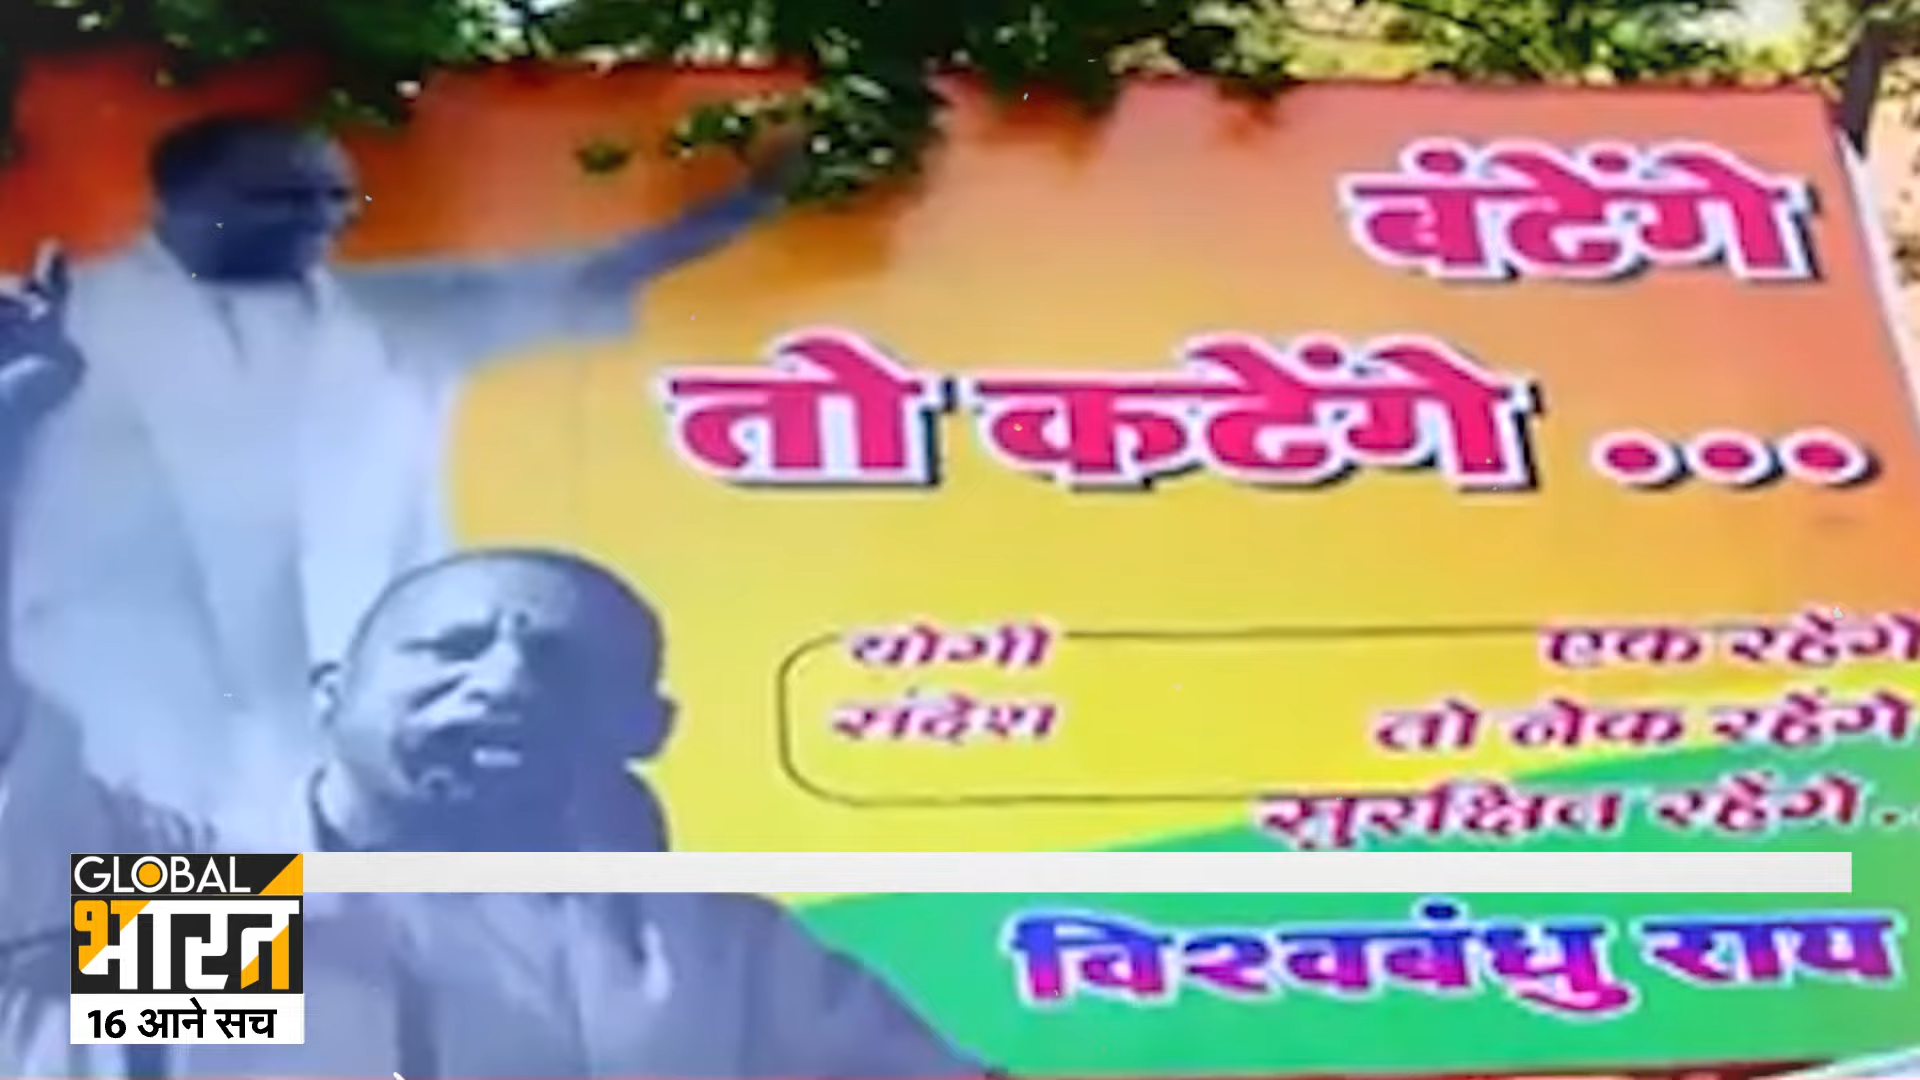 बंटेंगे
तो कटेंगे ...
योगी
संदेश
एक रहेंगे
तो नेक रहेंगे
सुरक्षित रहेंगे..
विश्वबंधु राय
GLOBAL
भारत
16 आने सच